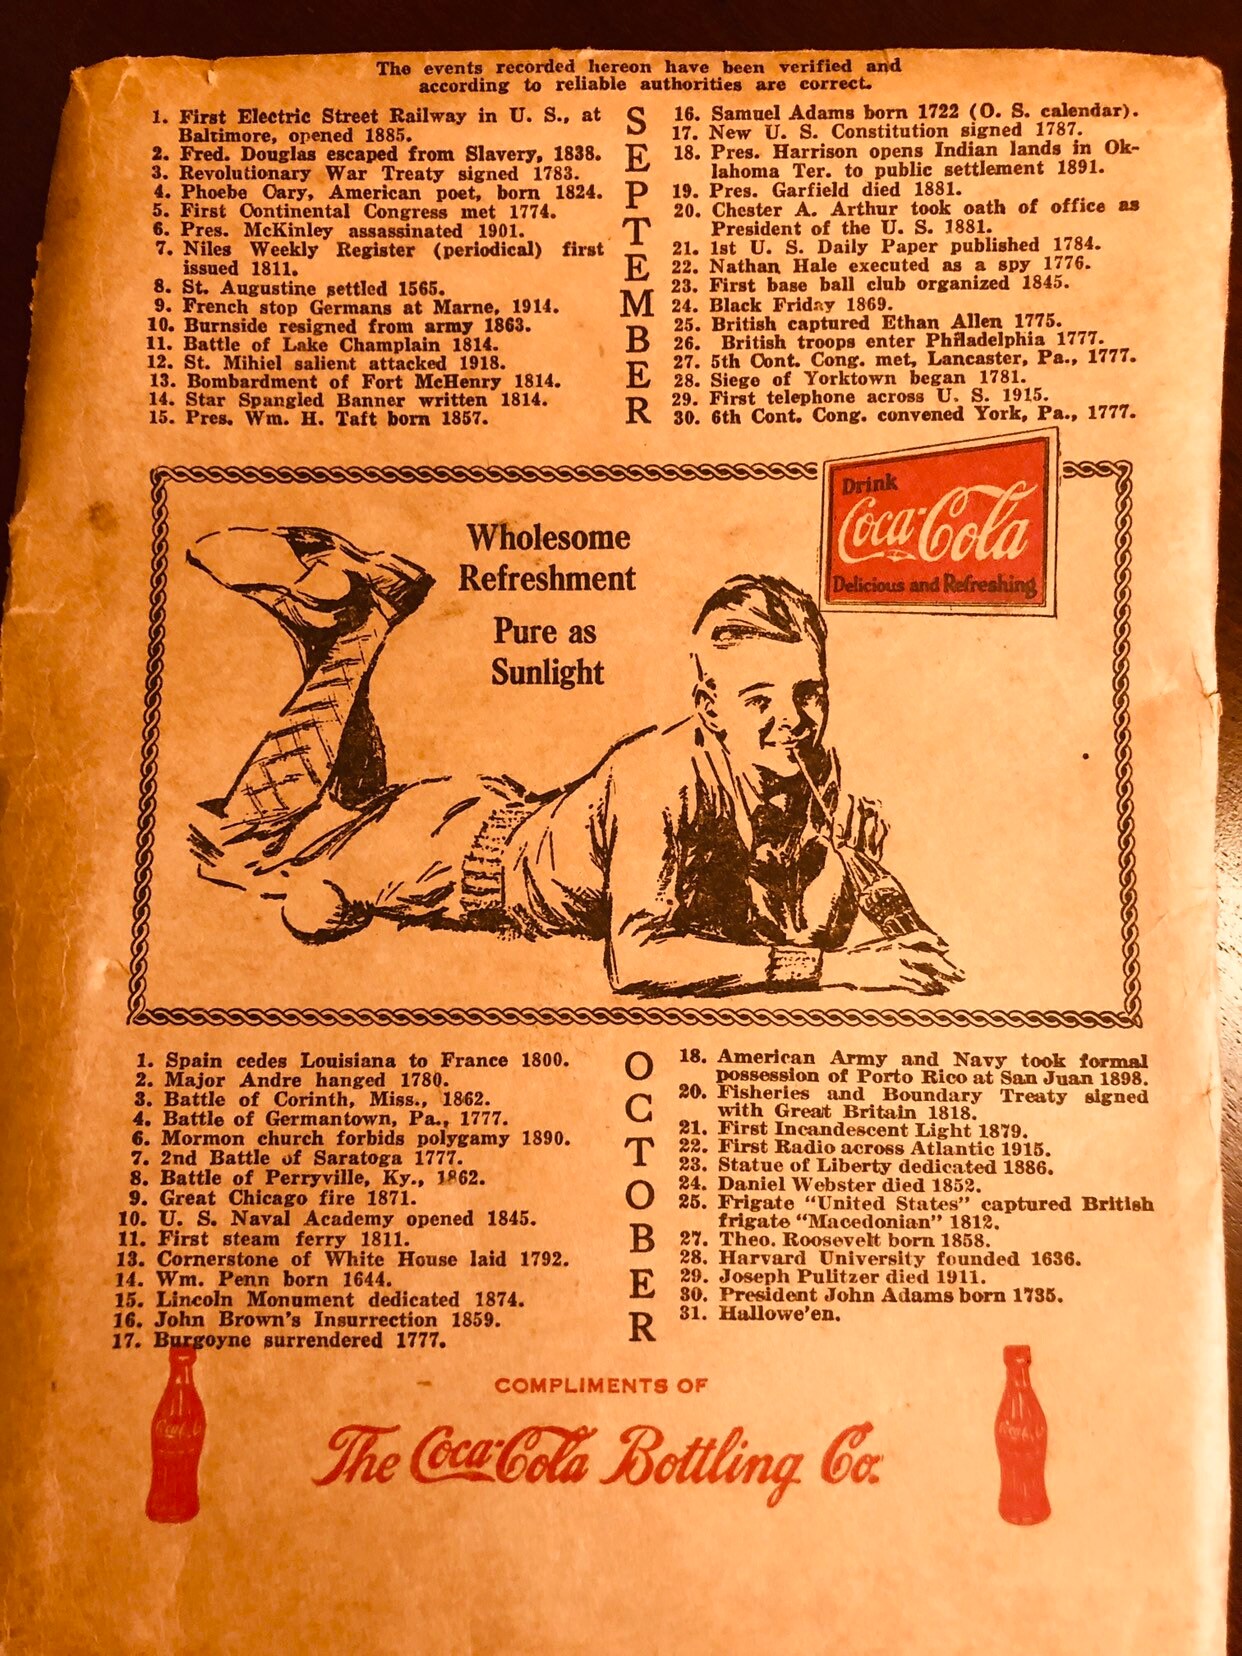 The events recorded hereon have been verified and
according to reliable authorities are correct.
1. First Electric Street Railway in U. S., at
Baltimore, opened 1885.
2. Fred. Douglas escaped from Slavery, 1838.
3. Revolutionary War Treaty signed 1783.
4. Phoebe Cary, American poet, born 1824.
5. First Continental Congress met 1774.
6. Pres. McKinley assassinated 1901.
7. Niles Weekly Register (periodical) first
issued 1811.
8. St. Augustine settled 1565.
9. French stop Germans at Marne, 1914.
10. Burnside resigned from army 1863.
11. Battle of Lake Champlain 1814.
12. St. Mihiel salient attacked 1918.
13. Bombardment of Fort McHenry 1814.
14. Star Spangled Banner written 1814.
15. Pres. Wm. H. Taft born 1857.
SEPTEMBER
16. Samuel Adams born 1722 (O. S. calendar).
17. New U. S. Constitution signed 1787.
18. Pres. Harrison opens Indian lands in Ok-
lahoma Ter. to public settlement 1891.
19. Pres. Garfield died 1881.
20. Chester A. Arthur took oath of office as
President of the U. S. 1881.
21. 1st U. S. Daily Paper published 1784.
22. Nathan Hale executed as a spy 1776.
23. First base ball club organized 1845.
24. Black Friday 1869.
25. British captured Ethan Allen 1775.
26. British troops enter Philadelphia 1777.
27. 5th Cont. Cong. met, Lancaster, Pa., 1777.
28. Siege of Yorktown began 1781.
29. First telephone across U. S. 1915.
30. 6th Cont. Cong. convened York, Pa., 1777.
Drink
Coca-Cola
Delicious and Refreshing
Wholesome
Refreshment
Pure as
Sunlight
1. Spain cedes Louisiana to France 1800.
2. Major Andre hanged 1780.
3. Battle of Corinth, Miss., 1862.
4. Battle of Germantown, Pa., 1777.
6. Mormon church forbids polygamy 1890.
7. 2nd Battle of Saratoga 1777.
8. Battle of Perryville, Ky., 1862.
9. Great Chicago fire 1871.
10. U. S. Naval Academy opened 1845.
11. First steam ferry 1811.
13. Cornerstone of White House laid 1792.
14. Wm. Penn born 1644.
15. Lincoln Monument dedicated 1874.
16. John Brown's Insurrection 1859.
17. Burgoyne surrendered 1777.
OCTOBER
18. American Army and Navy took formal
possession of Porto Rico at San Juan 1898.
20. Fisheries and Boundary Treaty signed
with Great Britain 1818.
21. First Incandescent Light 1879.
22. First Radio across Atlantic 1915.
23. Statue of Liberty dedicated 1886.
24. Daniel Webster died 1852.
25. Frigate "United States" captured British
frigate "Macedonian" 1812.
27. Theo. Roosevelt born 1858.
28. Harvard University founded 1636.
29. Joseph Pulitzer died 1911.
30. President John Adams born 1735.
31. Hallowe'en.
COMPLIMENTS OF
The Coca-Cola Bottling Co.